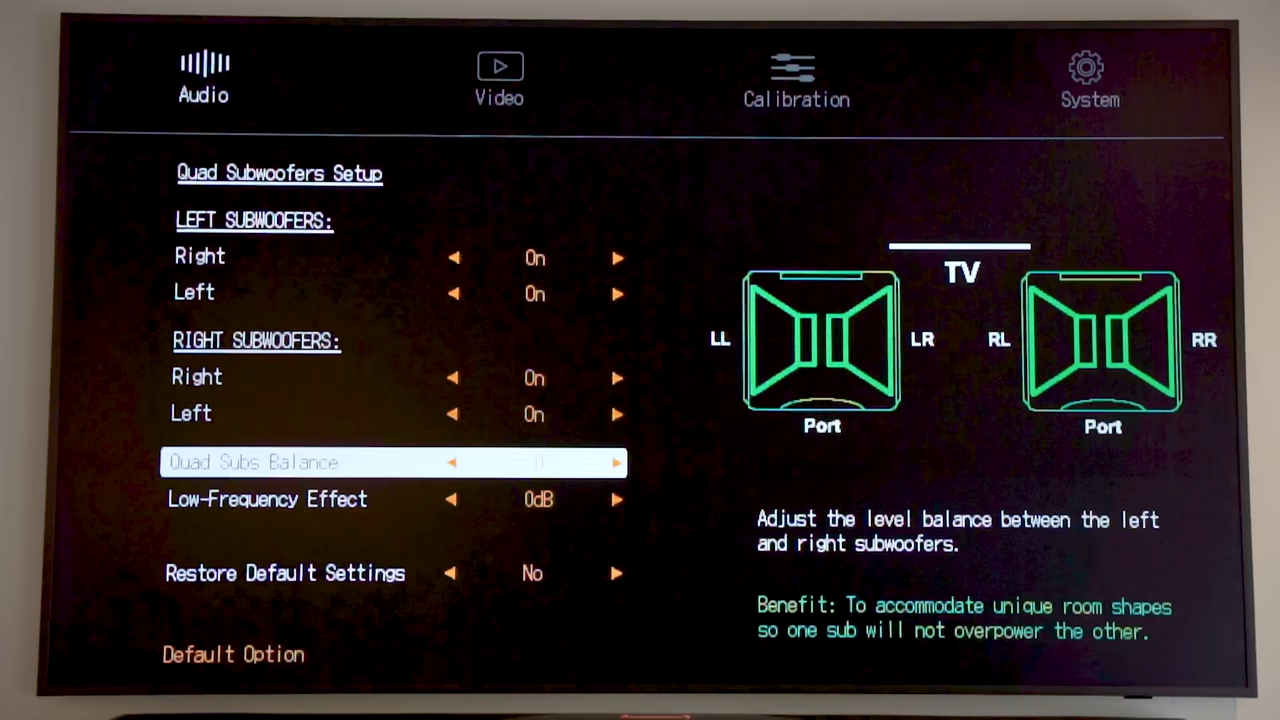 Audio
Video
Calibration
System
Quad Subwoofers Setup
LEFT SUBWOOFERS:
Right On
Left On
RIGHT SUBWOOFERS:
Right On
Left On
Quad Subs Balance 0
Low-Frequency Effect 0dB
Restore Default Settings No
Default Option
TV
LL
LR
RL
RR
Port
Port
Adjust the level balance between the left
and right subwoofers.
Benefit: To accommodate unique room shapes
so one sub will not overpower the other.